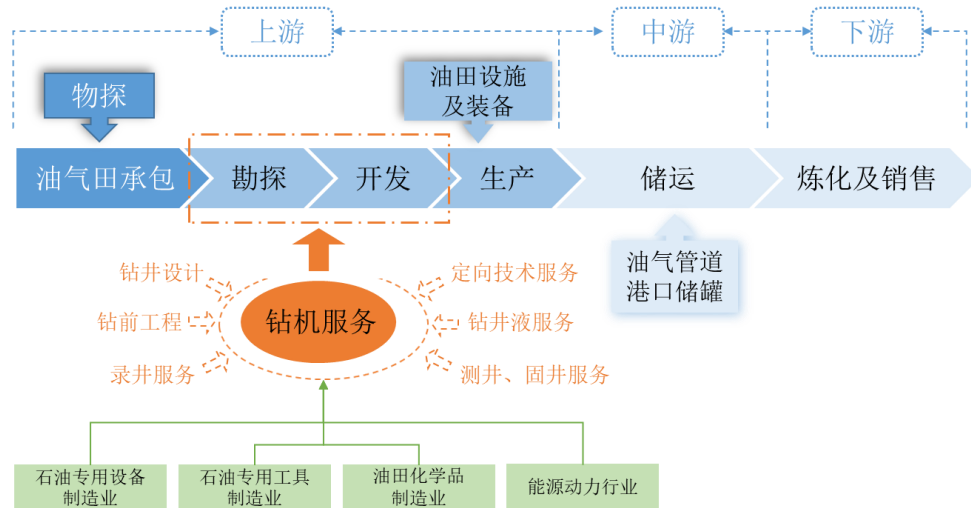 上游
中游
下游
物探
油田设施
及装备
油气田承包
勘探
开发
生产
储运
炼化及销售
油气管道
港口储罐
钻井设计
钻前工程
录井服务
钻机服务
定向技术服务
钻井液服务
测井、固井服务
石油专用设备
制造业
石油专用工具
制造业
油田化学品
制造业
能源动力行业